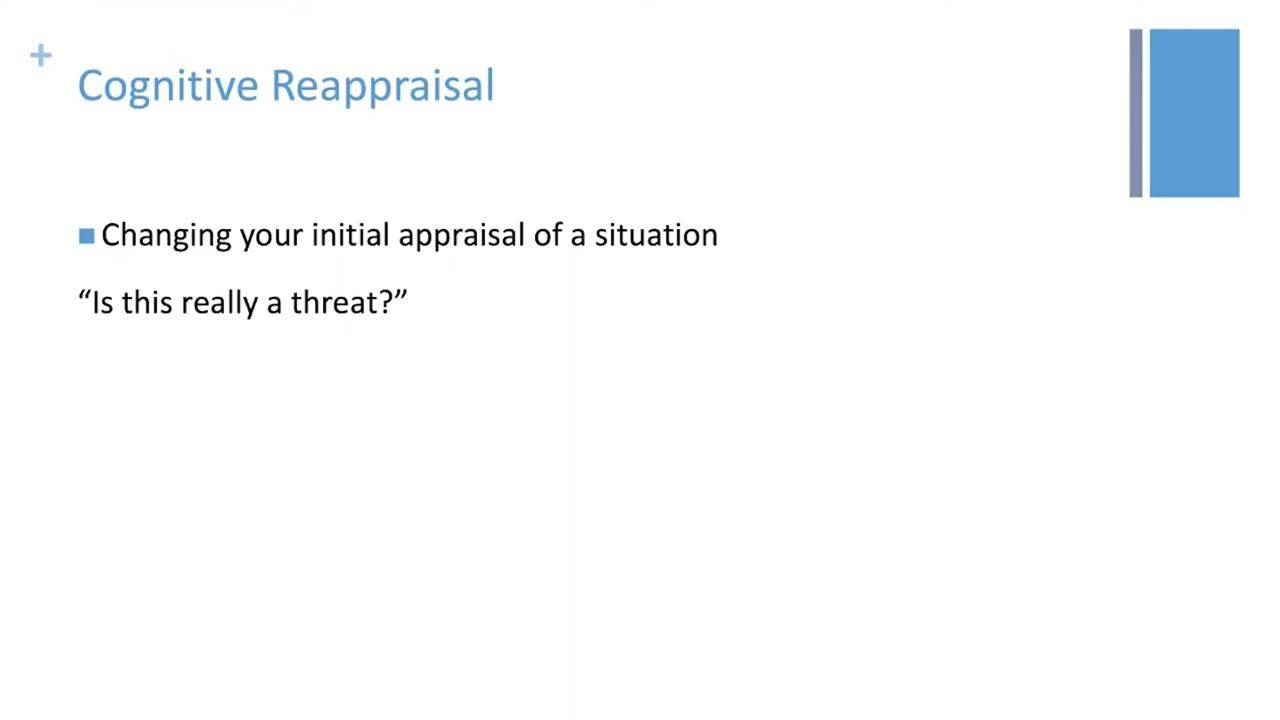 +
Cognitive Reappraisal
Changing your initial appraisal of a situation
“Is this really a threat?”